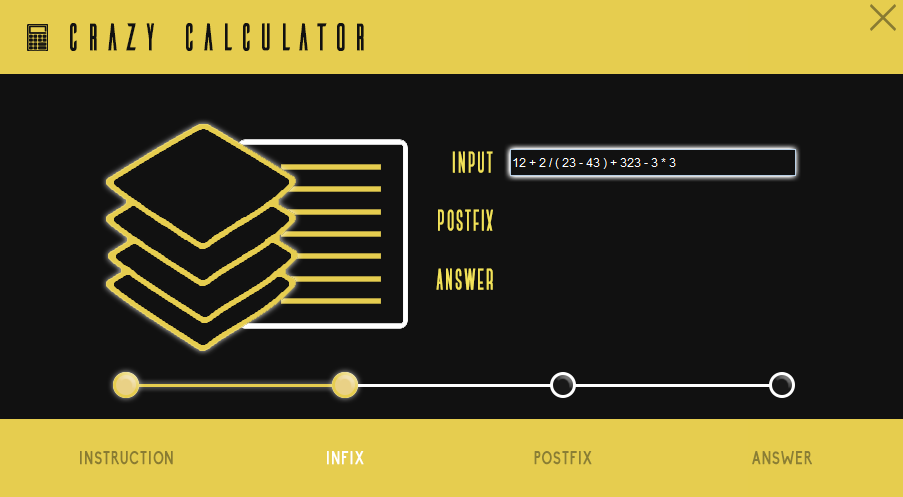 CRAZY CALCULATOR
INPUT 12 + 2 / ( 23 - 43 ) + 323 - 3 * 3
POSTFIX
ANSWER
INSTRUCTION INFIX POSTFIX ANSWER